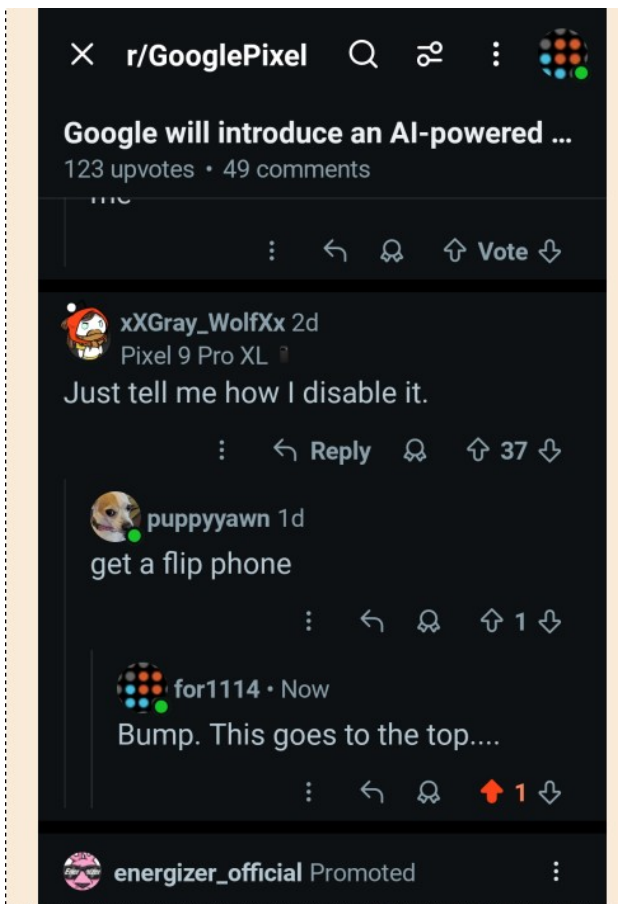 r/GooglePixel
Google will introduce an AI-powered ...
123 upvotes • 49 comments
Vote
xXGray_WolfXx 2d
Pixel 9 Pro XL
Just tell me how I disable it.
Reply 37
puppyyawn 1d
get a flip phone
1
for1114 • Now
Bump. This goes to the top....
1
energizer_official Promoted